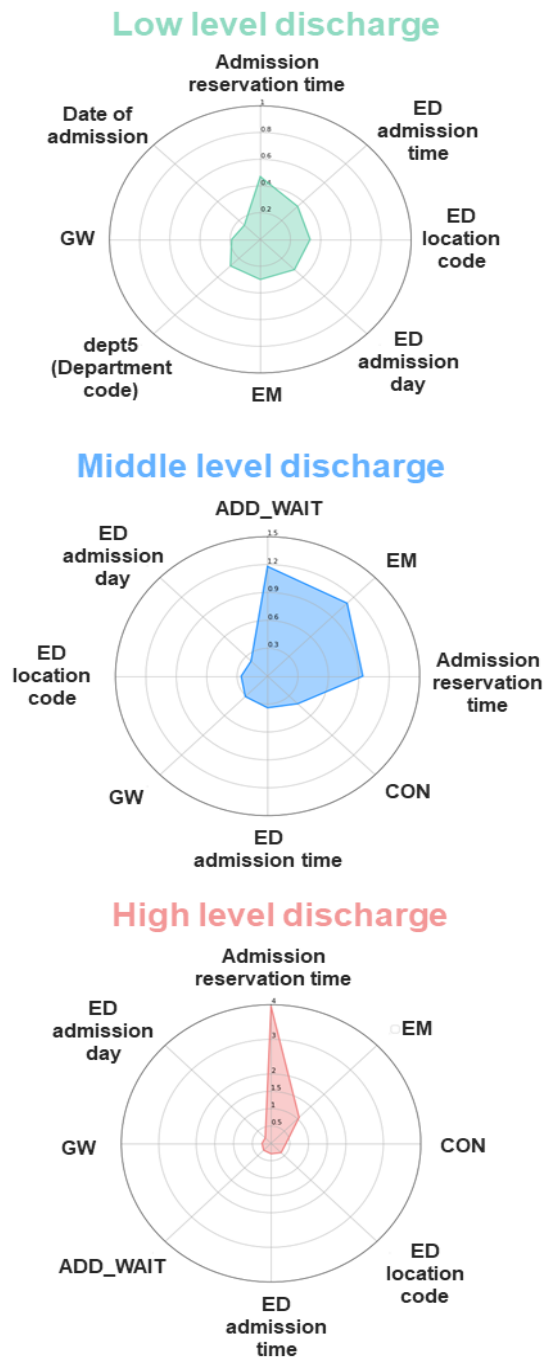 Low level discharge
Admission
reservation time
Date of
admission
ED
admission
time
1
0.8
0.6
0.4
0.2
GW
ED
location
code
dept5
(Department
code)
EM
ED
admission
day
Middle level discharge
ADD_WAIT
ED
admission
day
EM
1.5
1.2
0.9
0.6
0.3
ED
location
code
Admission
reservation
time
GW
CON
ED
admission time
High level discharge
Admission
reservation time
ED
admission
day
EM
4
3
2
1.5
1
0.5
GW
CON
ADD_WAIT
ED
location
code
ED
admission
time